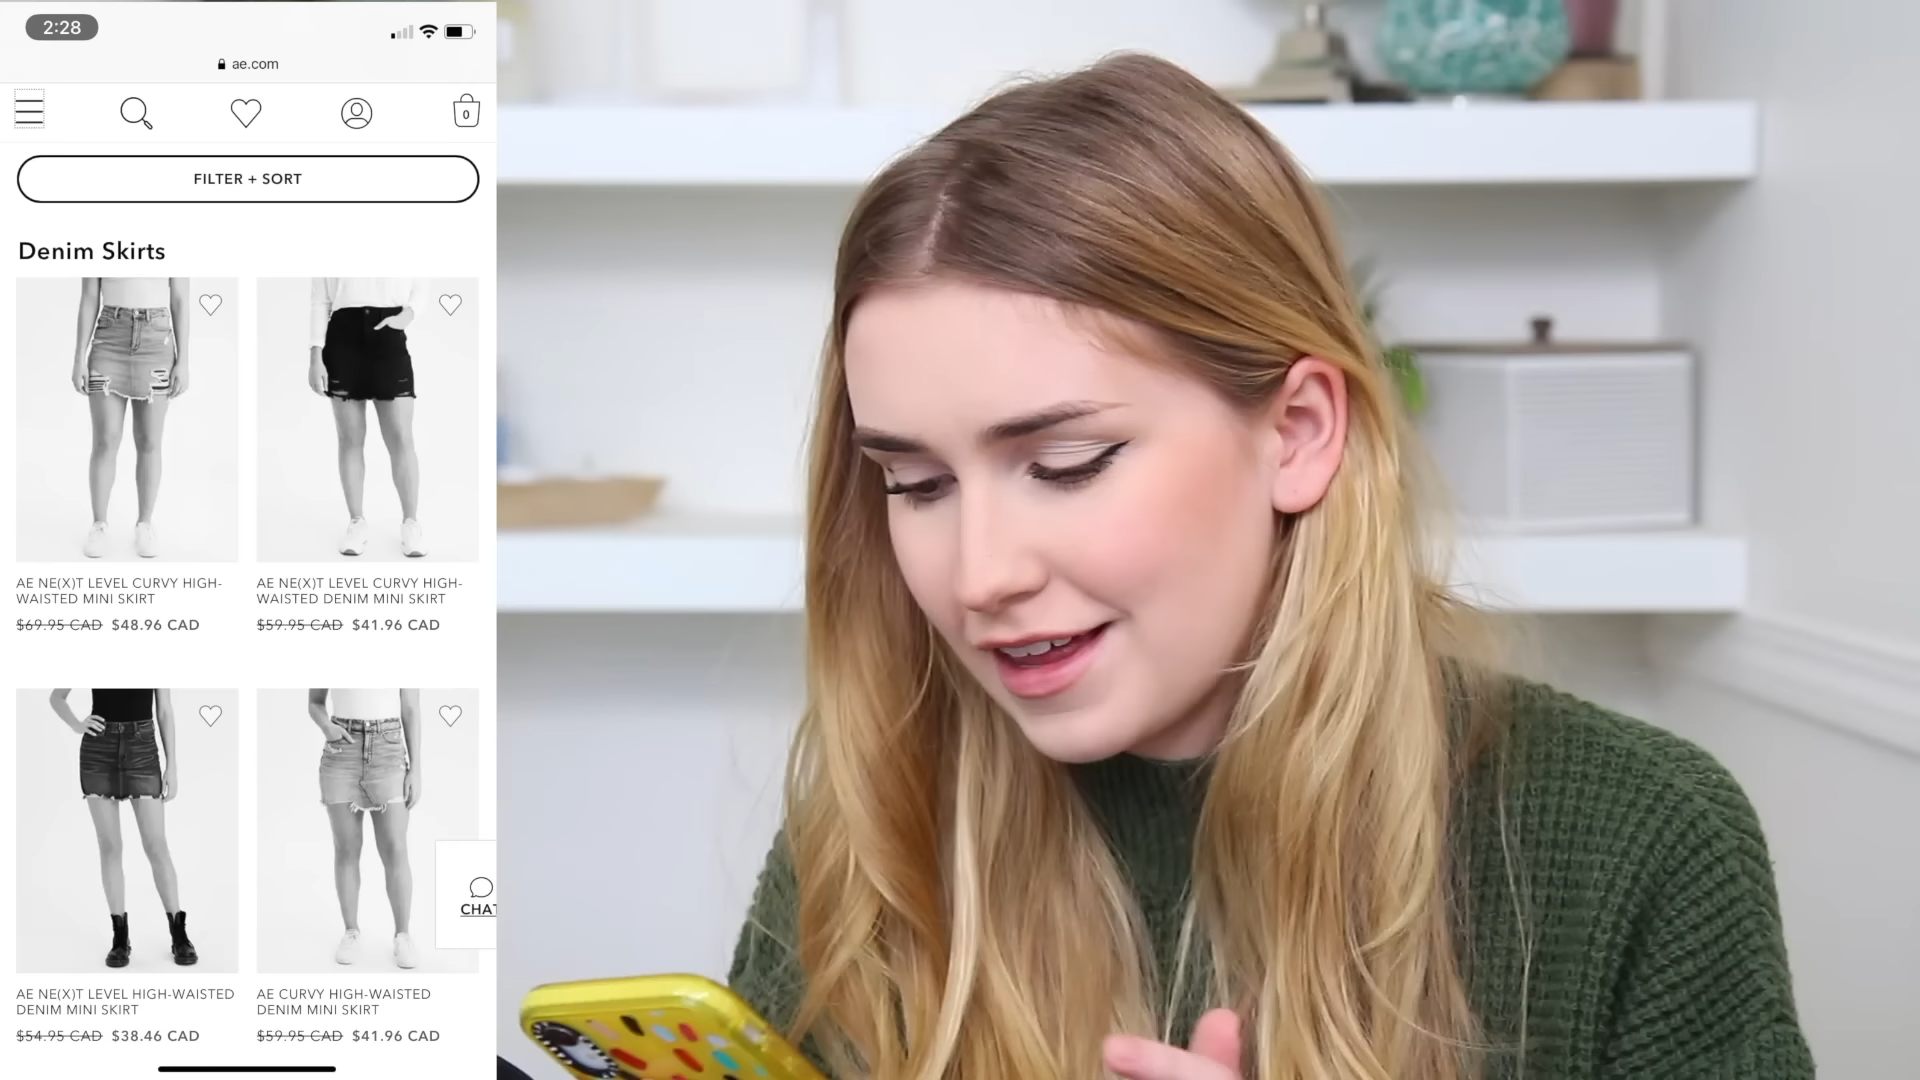 2:28
ae.com
0
FILTER + SORT
Denim Skirts
AE NE(X)T LEVEL CURVY HIGH-
WAISTED MINI SKIRT
$69.95 CAD $48.96 CAD
AE NE(X)T LEVEL CURVY HIGH-
WAISTED DENIM MINI SKIRT
$59.95 CAD $41.96 CAD
AE NE(X)T LEVEL HIGH-WAISTED
DENIM MINI SKIRT
$54.95 CAD $38.46 CAD
AE CURVY HIGH-WAISTED
DENIM MINI SKIRT
$59.95 CAD $41.96 CAD
CHAT